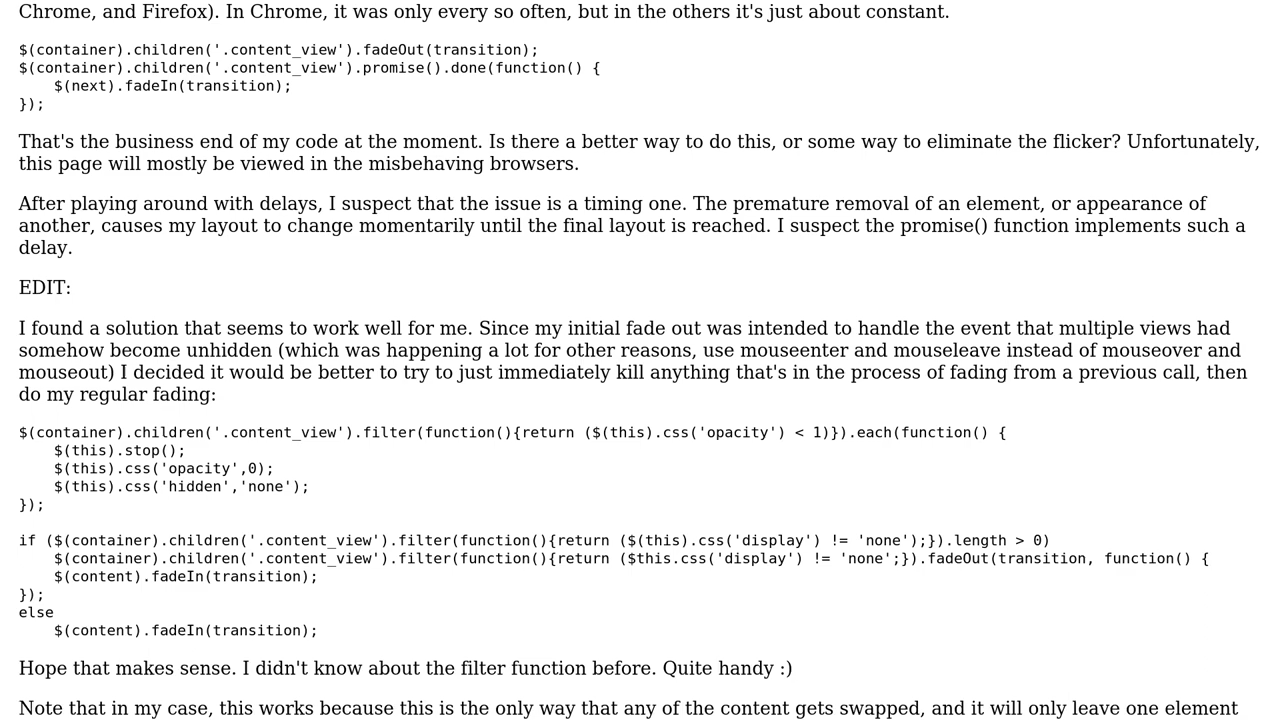 Chrome, and Firefox). In Chrome, it was only every so often, but in the others it's just about constant.
$(container).children('.content_view').fadeOut(transition);
$(container).children('.content_view').promise().done(function() {
    $(next).fadeIn(transition);
});
That's the business end of my code at the moment. Is there a better way to do this, or some way to eliminate the flicker? Unfortunately,
this page will mostly be viewed in the misbehaving browsers.
After playing around with delays, I suspect that the issue is a timing one. The premature removal of an element, or appearance of
another, causes my layout to change momentarily until the final layout is reached. I suspect the promise() function implements such a
delay.
EDIT:
I found a solution that seems to work well for me. Since my initial fade out was intended to handle the event that multiple views had
somehow become unhidden (which was happening a lot for other reasons, use mouseenter and mouseleave instead of mouseover and
mouseout) I decided it would be better to try to just immediately kill anything that's in the process of fading from a previous call, then
do my regular fading:
$(container).children('.content_view').filter(function(){return ($(this).css('opacity') < 1)}).each(function() {
    $(this).stop();
    $(this).css('opacity',0);
    $(this).css('hidden','none');
});
if ($(container).children('.content_view').filter(function(){return ($(this).css('display') != 'none';}).length > 0)
    $(container).children('.content_view').filter(function(){return ($this.css('display') != 'none';}).fadeOut(transition, function() {
    $(content).fadeIn(transition);
});
else
    $(content).fadeIn(transition);
Hope that makes sense. I didn't know about the filter function before. Quite handy :)
Note that in my case, this works because this is the only way that any of the content gets swapped, and it will only leave one element